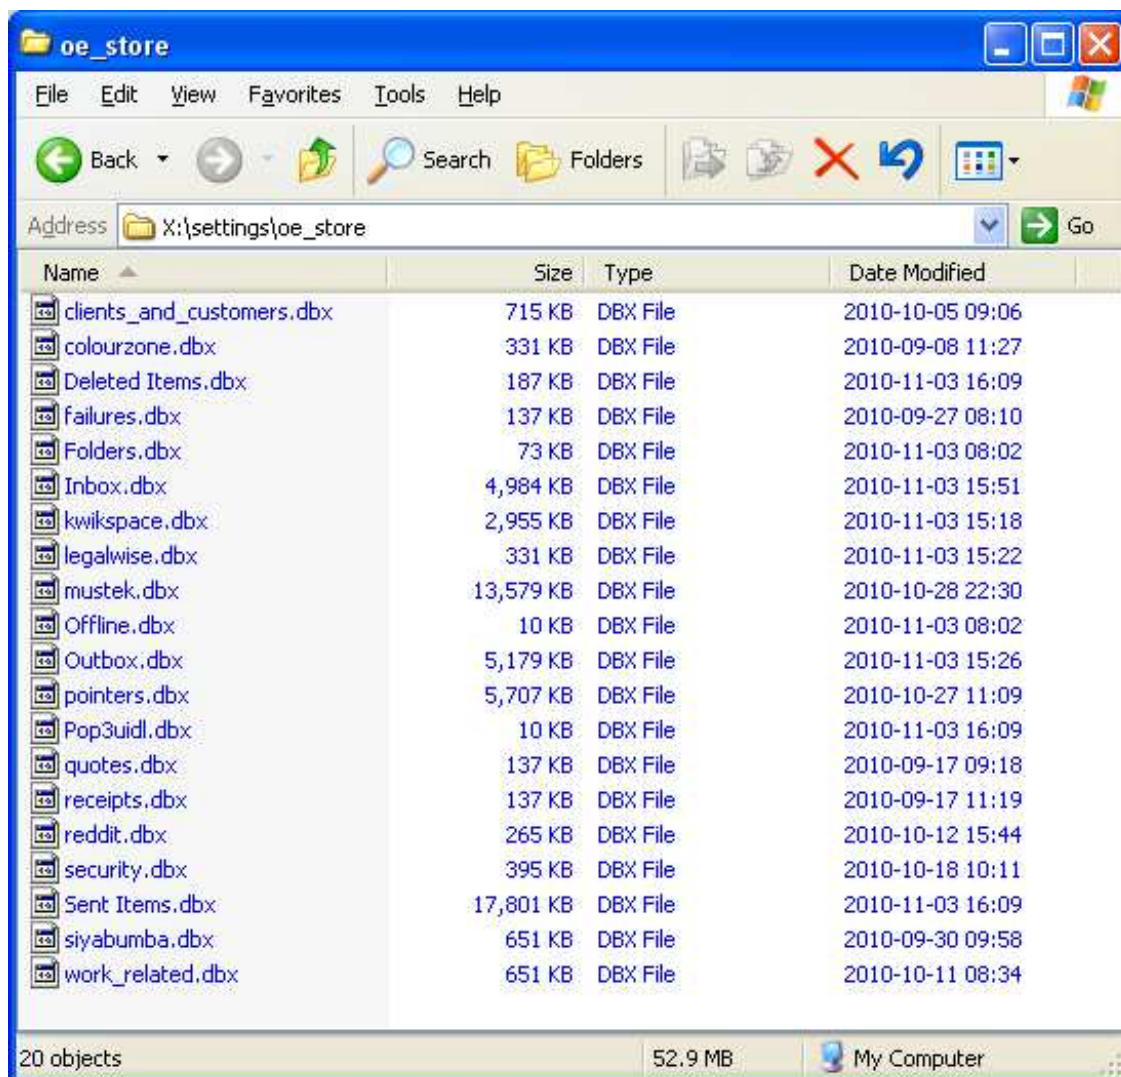 oe_store
File Edit View Favorites Tools Help
Back Search Folders
Address X:\settings\oe_store Go
Name Size Type Date Modified
clients_and_customers.dbx 715 KB DBX File 2010-10-05 09:06
colourzone.dbx 331 KB DBX File 2010-09-08 11:27
Deleted Items.dbx 187 KB DBX File 2010-11-03 16:09
failures.dbx 137 KB DBX File 2010-09-27 08:10
Folders.dbx 73 KB DBX File 2010-11-03 08:02
Inbox.dbx 4,984 KB DBX File 2010-11-03 15:51
kwikspace.dbx 2,955 KB DBX File 2010-11-03 15:18
legalwise.dbx 331 KB DBX File 2010-11-03 15:22
mustek.dbx 13,579 KB DBX File 2010-10-28 22:30
Offline.dbx 10 KB DBX File 2010-11-03 08:02
Outbox.dbx 5,179 KB DBX File 2010-11-03 15:26
pointers.dbx 5,707 KB DBX File 2010-10-27 11:09
Pop3uidl.dbx 10 KB DBX File 2010-11-03 16:09
quotes.dbx 137 KB DBX File 2010-09-17 09:18
receipts.dbx 137 KB DBX File 2010-09-17 11:19
reddit.dbx 265 KB DBX File 2010-10-12 15:44
security.dbx 395 KB DBX File 2010-10-18 10:11
Sent Items.dbx 17,801 KB DBX File 2010-11-03 16:09
siyabumba.dbx 651 KB DBX File 2010-09-30 09:58
work_related.dbx 651 KB DBX File 2010-10-11 08:34
20 objects 52.9 MB My Computer